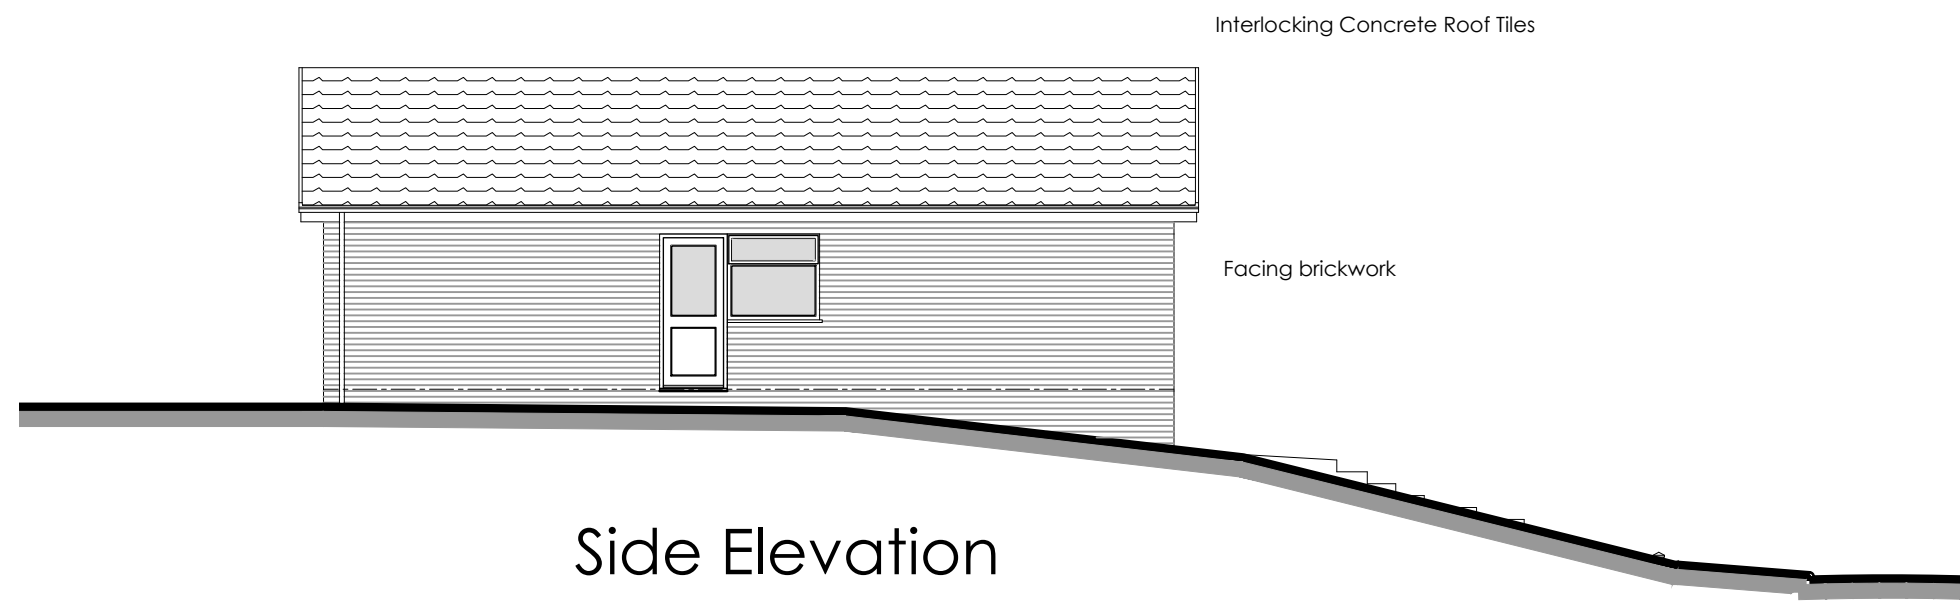 Interlocking Concrete Roof Tiles
Facing brickwork
Side Elevation